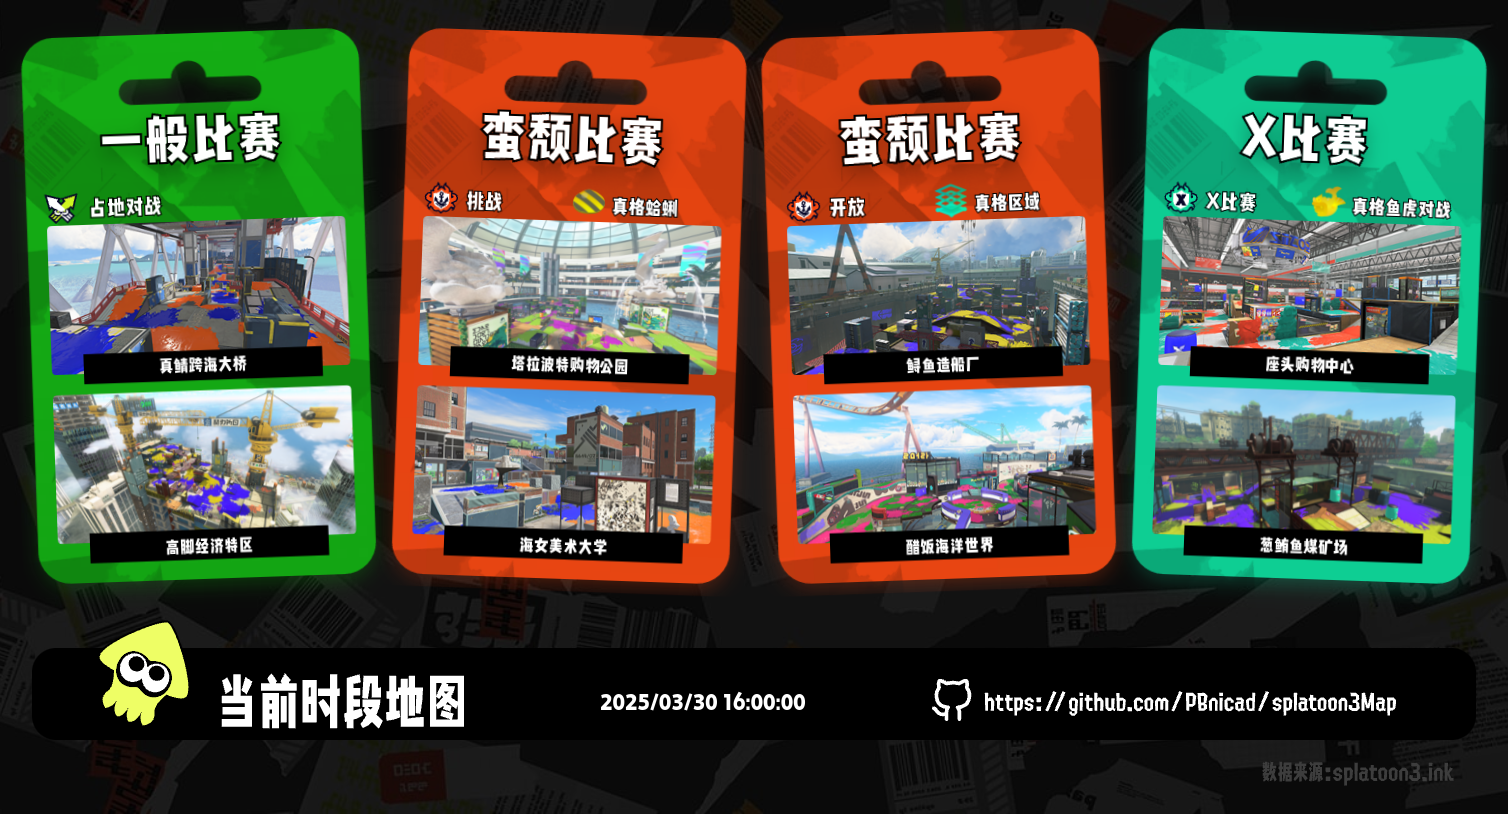 一般比赛
占地对战
真鲷跨海大桥
高脚经济特区
蛮颓比赛
挑战
真格蛤蜊
塔拉波特购物公园
海女美术大学
蛮颓比赛
开放
真格区域
鲟鱼造船厂
醋饭海洋世界
X比赛
X比赛
真格鱼虎对战
座头购物中心
葱鲔鱼煤矿场
当前时段地图
2025/03/30 16:00:00
https://github.com/PBnicad/splatoon3Map
数据来源:splatoon3.ink